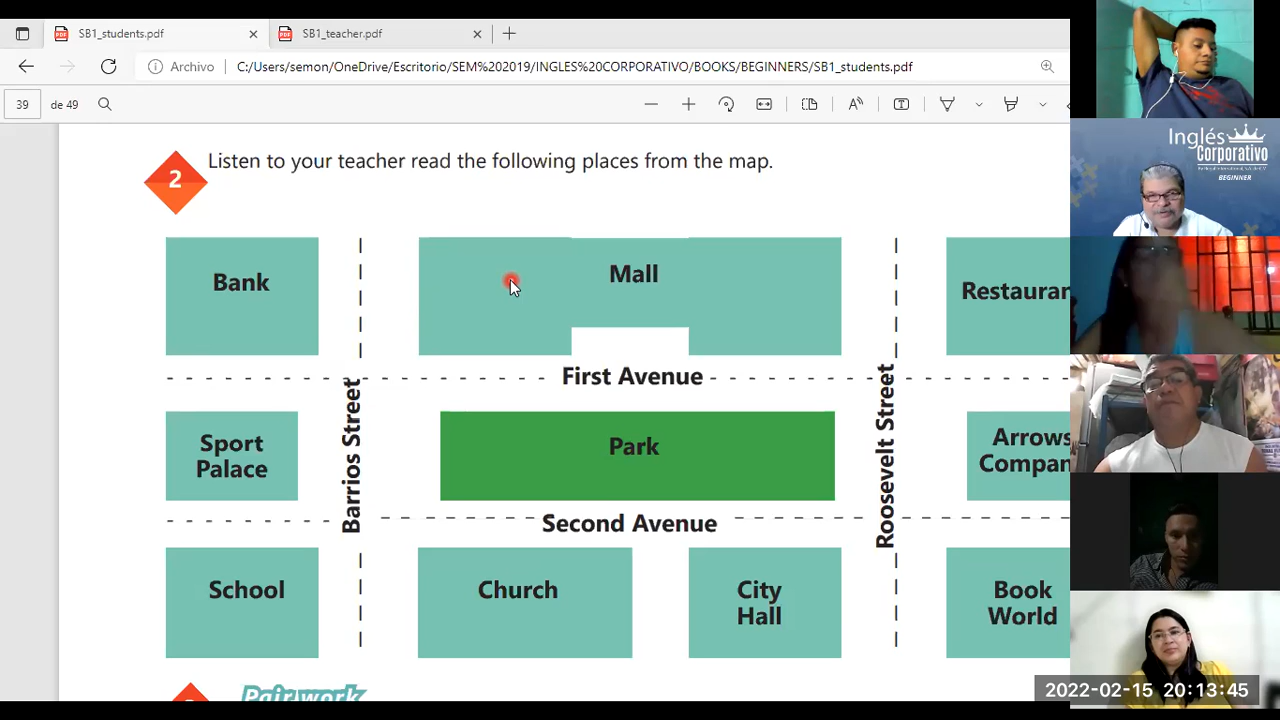 SB1_students.pdf
SB1_teacher.pdf
Archivo
C:/Users/semon/OneDrive/Escritorio/SEM%202019/INGLES%20CORPORATIVO/BOOKS/BEGINNERS/SB1_students.pdf
39
de 49
2
Listen to your teacher read the following places from the map.
Bank
Mall
Restauran
First Avenue
Sport
Palace
Barrios Street
Park
Roosevelt Street
Arrows
Compan
Second Avenue
School
Church
City
Hall
Book
World
Pair work
Inglés
Corporativo
BEGINNER
2022-02-15 20:13:45